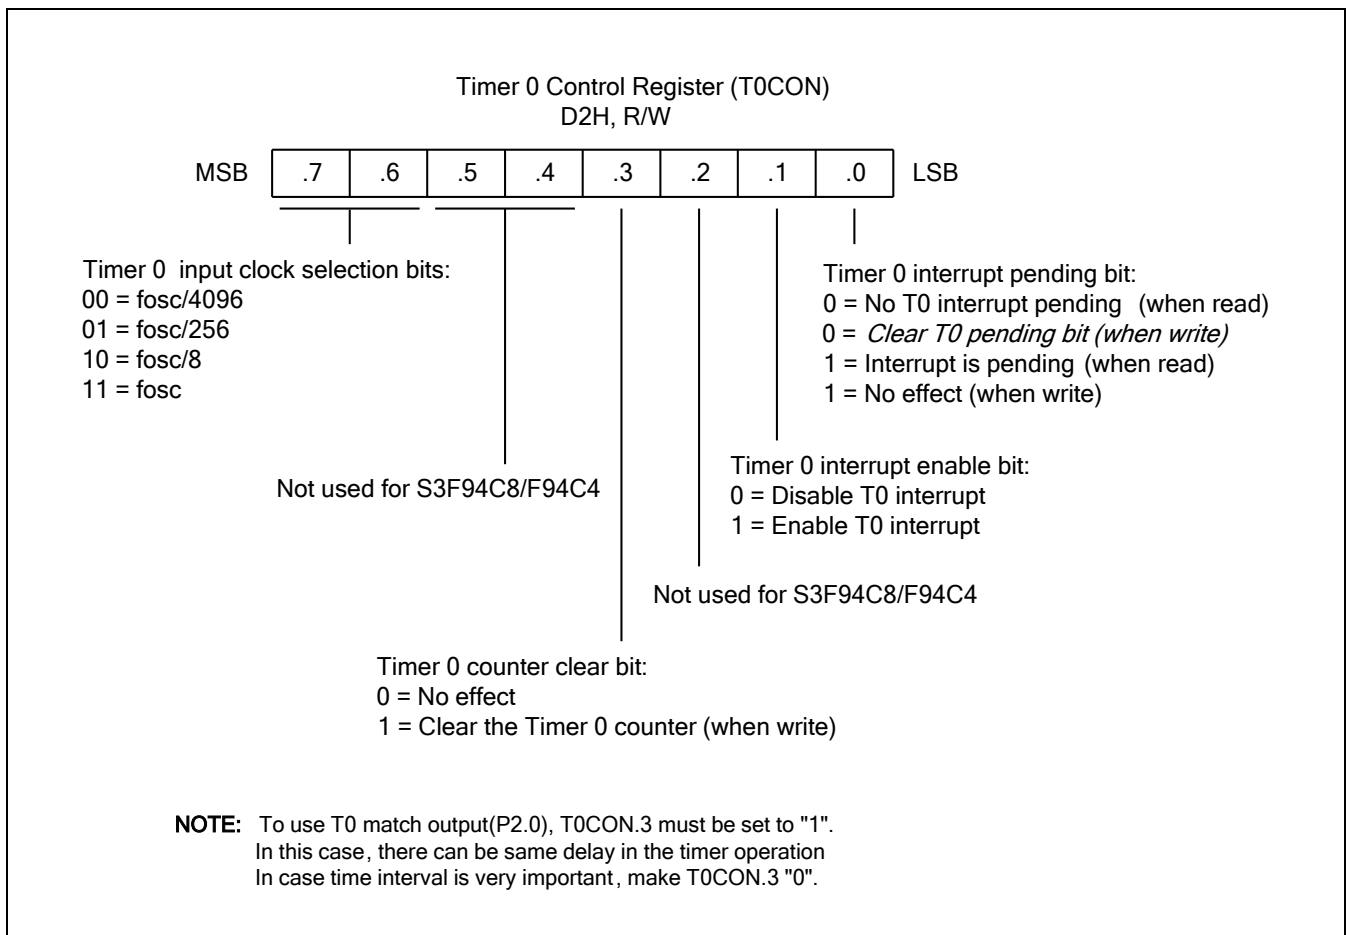 Timer 0 Control Register (T0CON)
D2H, R/W
MSB .7 .6 .5 .4 .3 .2 .1 .0 LSB
Timer 0 input clock selection bits:
00 = fosc/4096
01 = fosc/256
10 = fosc/8
11 = fosc
Timer 0 interrupt pending bit:
0 = No T0 interrupt pending (when read)
0 = Clear T0 pending bit (when write)
1 = Interrupt is pending (when read)
1 = No effect (when write)
Not used for S3F94C8/F94C4
Timer 0 interrupt enable bit:
0 = Disable T0 interrupt
1 = Enable T0 interrupt
Not used for S3F94C8/F94C4
Timer 0 counter clear bit:
0 = No effect
1 = Clear the Timer 0 counter (when write)
NOTE: To use T0 match output(P2.0), T0CON.3 must be set to "1".
In this case, there can be same delay in the timer operation
In case time interval is very important, make T0CON.3 "0".